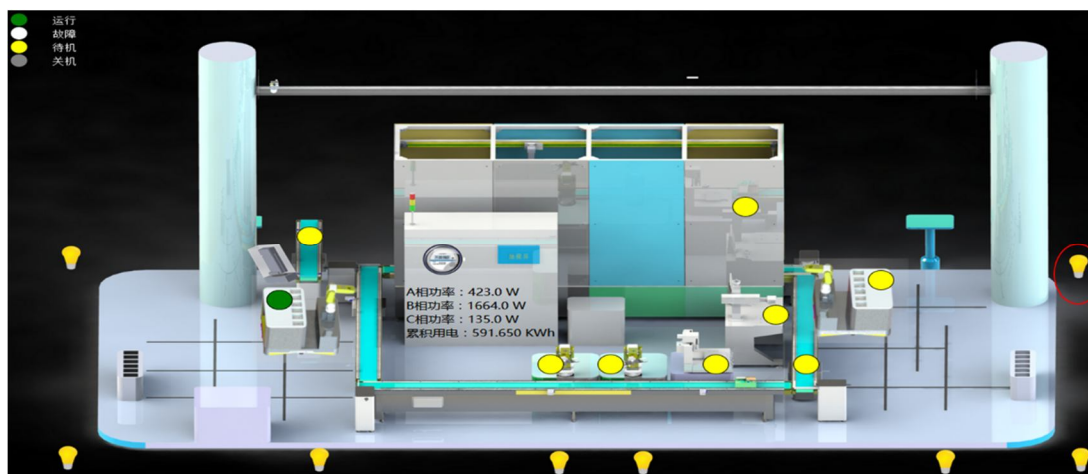 运行
故障
待机
关机
A相功率：423.0 W
B相功率：1664.0 W
C相功率：135.0 W
累积用电：591.650 KWh